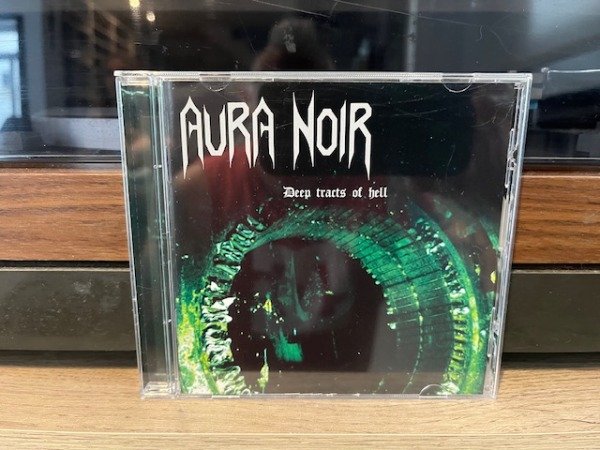 AURA NOIR
Deep tracts of hell